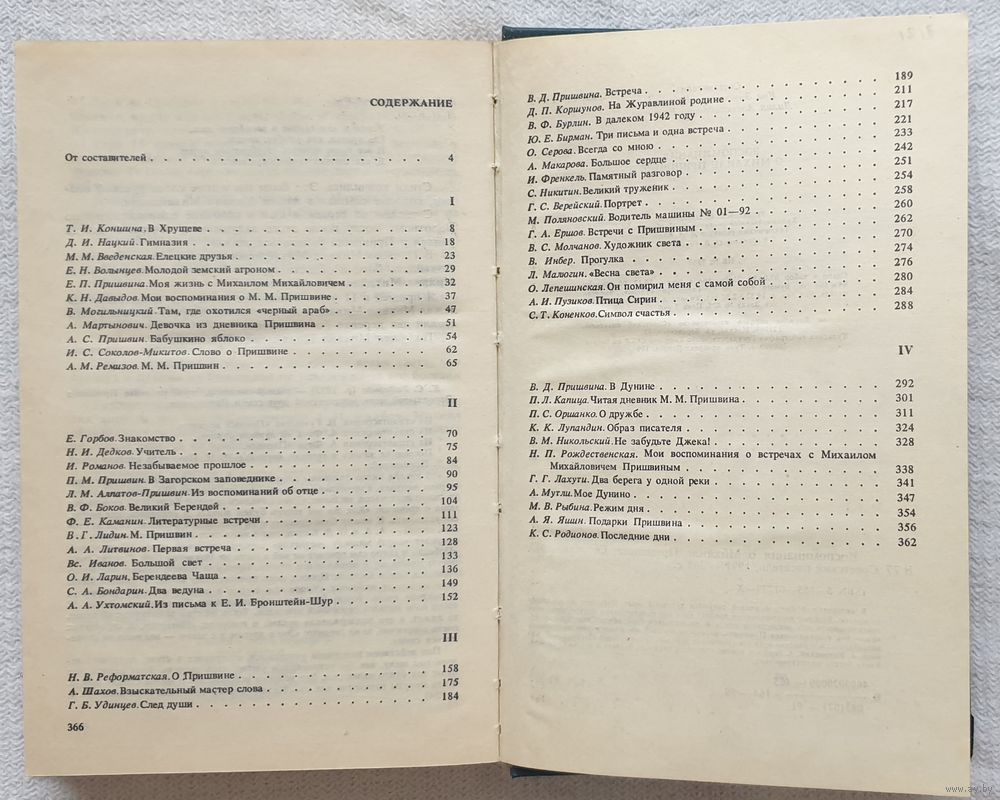 СОДЕРЖАНИЕ
От составителей . . . . . . . . . . 4
I
Т. И. Коншина. В Хрущеве . . . . . . . . . . 8
Д. И. Нацкий. Гимназия . . . . . . . . . . 18
М. М. Введенская. Елецкие друзья . . . . . . . . . . 23
Е. Н. Волынцев. Молодой земский агроном . . . . . . . . . . 29
Е. П. Пришвина. Моя жизнь с Михаилом Михайловичем . . . . . . 32
К. Н. Давыдов. Мои воспоминания о М. М. Пришвине . . . . . . 37
В. Могильницкий. Там, где охотился «черный араб» . . . . . . 47
А. Мартынович. Девочка из дневника Пришвина . . . . . . 51
А. С. Пришвин. Бабушкино яблоко . . . . . . . . . . 54
И. С. Соколов-Микитов. Слово о Пришвине . . . . . . . . 62
А. М. Ремизов. М. М. Пришвин . . . . . . . . . . 65
II
Е. Горбов. Знакомство . . . . . . . . . . 70
Н. И. Дедков. Учитель . . . . . . . . . . 75
И. Романов. Незабываемое прошлое . . . . . . . . . . 84
П. М. Пришвин. В Загорском заповеднике . . . . . . . . 90
Л. М. Алпатов-Пришвин. Из воспоминаний об отце . . . . . . 95
В. Ф. Боков. Великий Берендей . . . . . . . . . . 104
Ф. Е. Каманин. Литературные встречи . . . . . . . . . . 111
В. Г. Лидин. М. Пришвин . . . . . . . . . . 123
А. А. Литвинов. Первая встреча . . . . . . . . . . 128
Вс. Иванов. Большой свет . . . . . . . . . . 133
О. И. Ларин. Берендеева Чаща . . . . . . . . . . 136
С. А. Бондарин. Два ведуна . . . . . . . . . . 149
А. А. Ухтомский. Из письма к Е. И. Бронштейн-Шур . . . . . . 152
III
Н. В. Реформатская. О Пришвине . . . . . . . . . . 158
А. Шахов. Взыскательный мастер слова . . . . . . . . 175
Г. Б. Удинцев. След души . . . . . . . . . . 184
366
В. Д. Пришвина. Встреча . . . . . . . . . . 189
Д. П. Коршунов. На Журавлиной родине . . . . . . . . 211
В. Ф. Бурлин. В далеком 1942 году . . . . . . . . . . 217
Ю. Е. Бирман. Три письма и одна встреча . . . . . . . . 221
О. Серова. Всегда со мною . . . . . . . . . . 233
А. Макарова. Большое сердце . . . . . . . . . . 242
И. Френкель. Памятный разговор . . . . . . . . . . 251
С. Никитин. Великий труженик . . . . . . . . . . 254
Г. С. Верейский. Портрет . . . . . . . . . . 258
М. Поляновский. Водитель машины № 01—92 . . . . . . . . 260
Г. А. Ершов. Встречи с Пришвиным . . . . . . . . . . 262
В. С. Молчанов. Художник света . . . . . . . . . . 270
В. Инбер. Прогулка . . . . . . . . . . 274
Л. Малюгин. «Весна света» . . . . . . . . . . 276
О. Лепешинская. Он помирил меня с самой собой . . . . . . 280
А. И. Пузиков. Птица Сирин . . . . . . . . . . 284
С. Т. Коненков. Символ счастья . . . . . . . . . . 288
IV
В. Д. Пришвина. В Дунине . . . . . . . . . . 292
П. Л. Капица. Читая дневник М. М. Пришвина . . . . . . . . 301
П. С. Оршанко. О дружбе . . . . . . . . . . 311
К. К. Лупандин. Образ писателя . . . . . . . . . . 324
В. М. Никольский. Не забудьте Джека! . . . . . . . . 328
Н. П. Рождественская. Мои воспоминания о встречах с Михаилом
Михайловичем Пришвиным . . . . . . . . . . 338
Г. Г. Лахути. Два берега у одной реки . . . . . . . . 341
А. Мугли. Мое Дунино . . . . . . . . . . 347
М. В. Рыбина. Режим дня . . . . . . . . . . 354
А. Я. Яшин. Подарки Пришвина . . . . . . . . . . 356
К. С. Родионов. Последние дни . . . . . . . . . . 362
www.ay.by